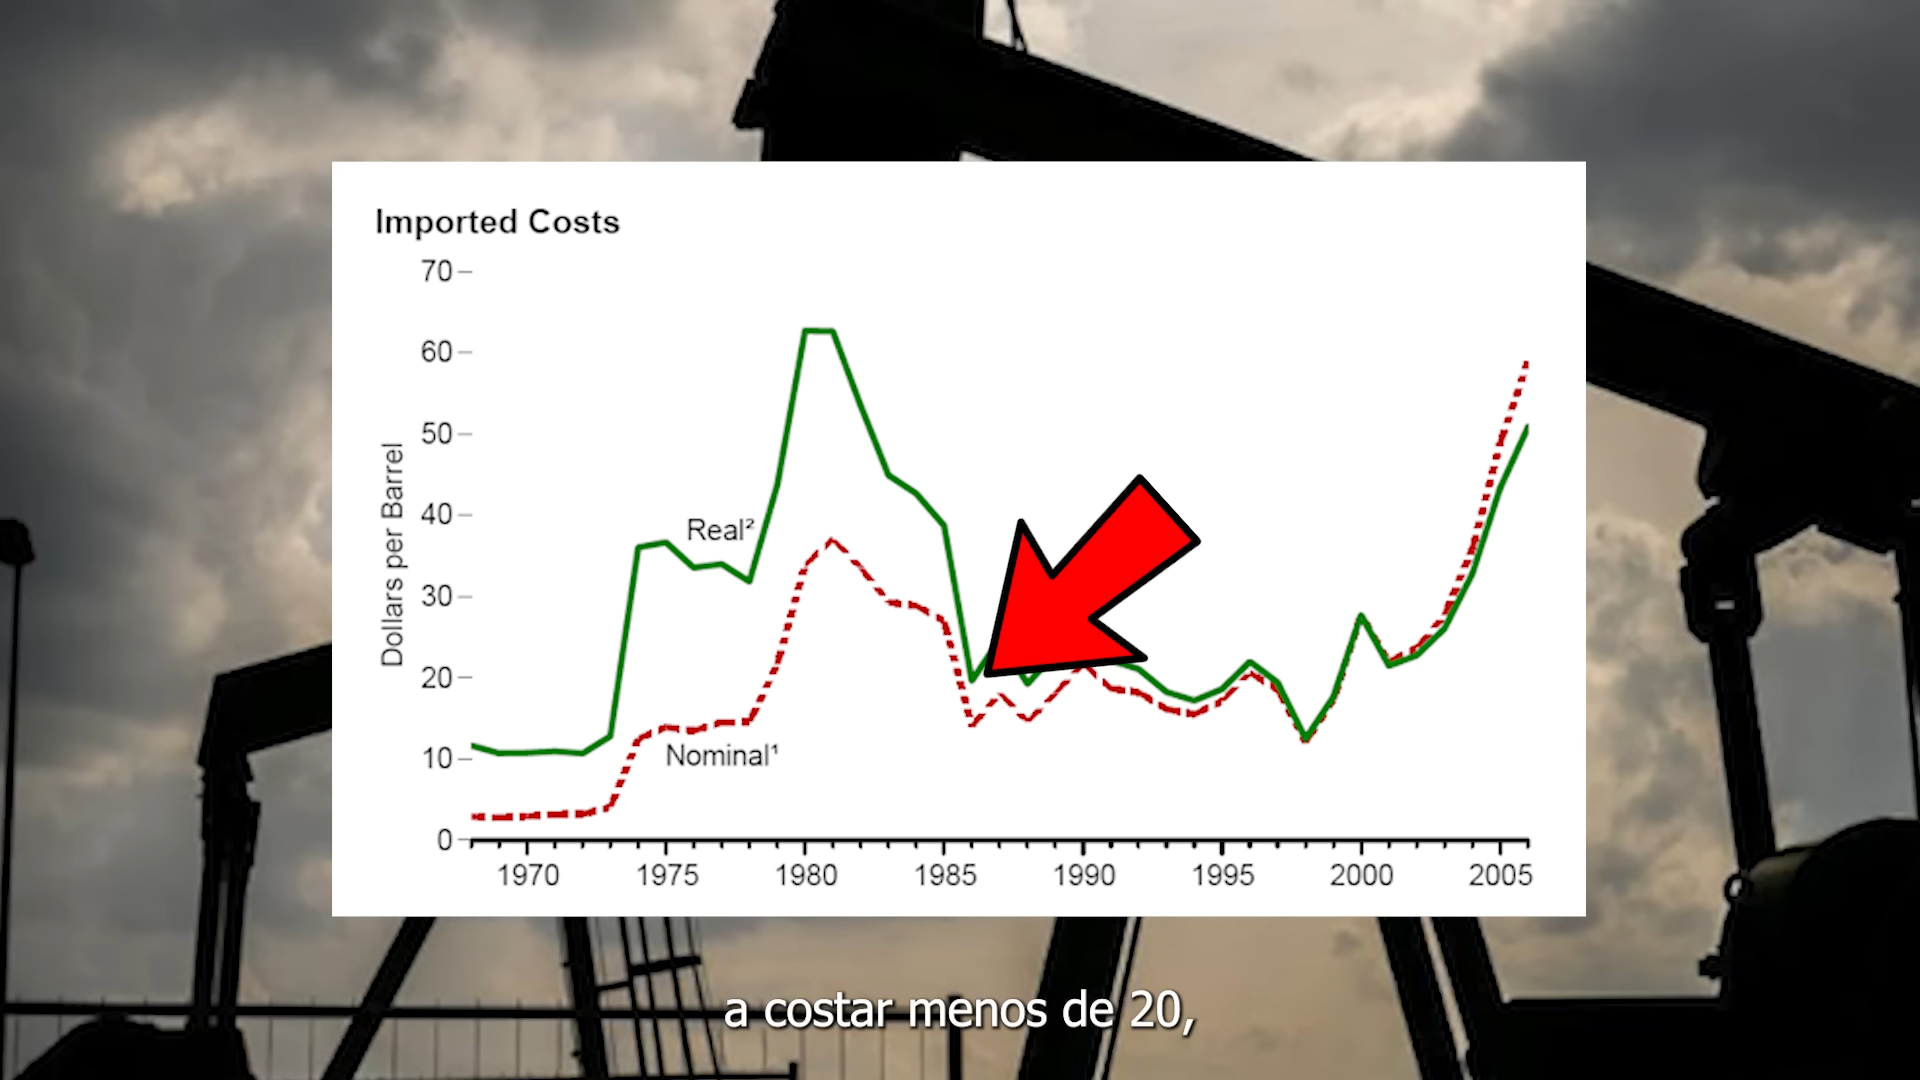 Imported Costs
70
60
50
40
30
20
10
0
Dollars per Barrel
Real²
Nominal¹
1970 1975 1980 1985 1990 1995 2000 2005
a costar menos de 20,